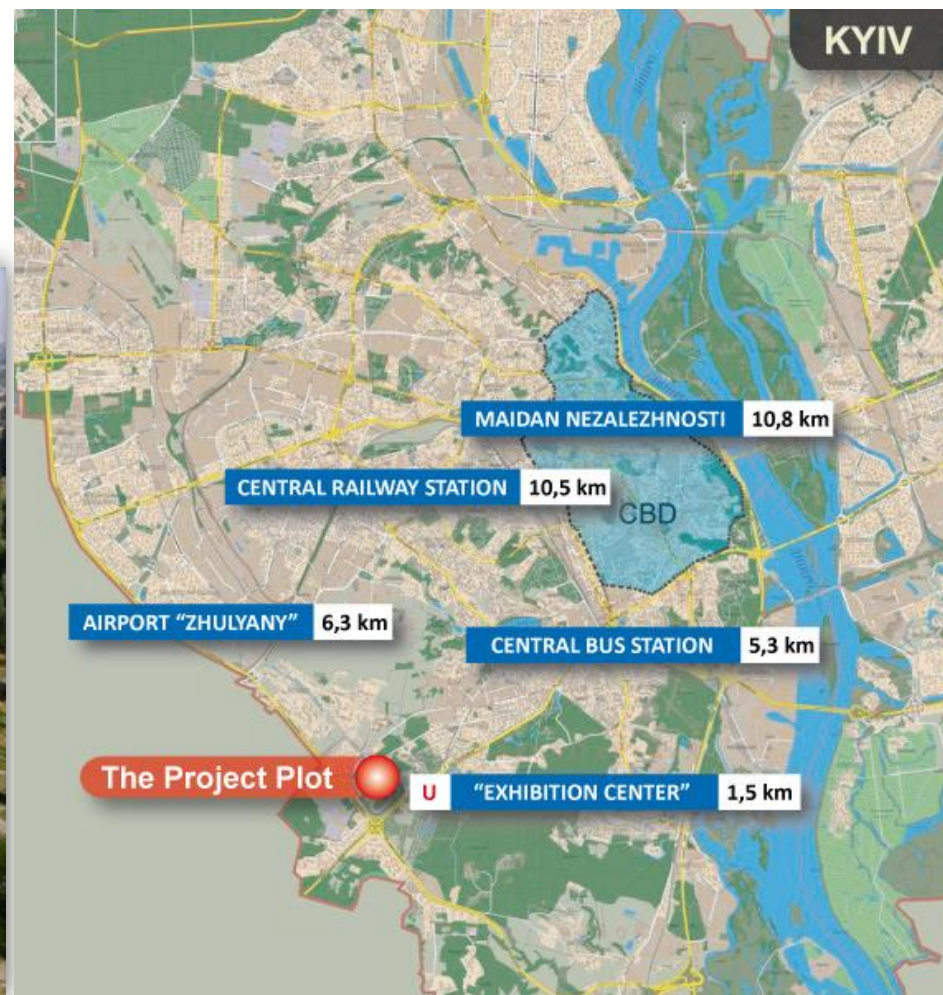 KYIV
MAIDAN NEZALEZHNOSTI 10,8 km
CENTRAL RAILWAY STATION 10,5 km
CBD
AIRPORT “ZHULYANY” 6,3 km
CENTRAL BUS STATION 5,3 km
The Project Plot
U “EXHIBITION CENTER” 1,5 km